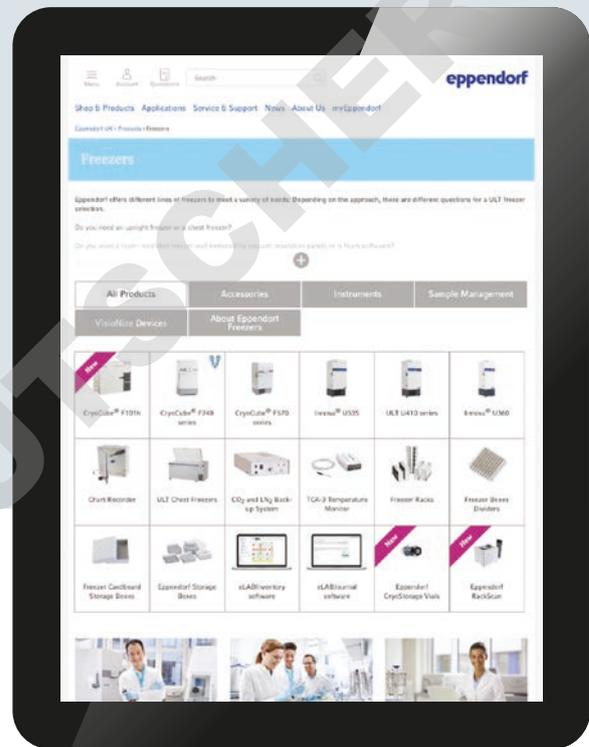 Menu Account Search
eppendorf
Shop & Products Applications Service & Support News About Us myEppendorf
Eppendorf UK › Products › Freezers
Freezers
Eppendorf offers different lines of freezers to meet a variety of needs: Depending on the approach, there are different questions for a ULT freezer
selection.
Do you need an upright freezer or a chest freezer?
All Products Accessories Instruments Sample Management
VisioNize Devices About Eppendorf
Freezers
New
CryoCube® F101h CryoCube® F740
series CryoCube® F570
series Innova® U535 ULT U410 series Innova® U360
Chart Recorder ULT Chest Freezers CO2 and LN2 Back-
up System TCA-3 Temperature
Monitor Freezer Racks Freezer Boxes
Dividers
New New
Freezer Cardboard
Storage Boxes Eppendorf Storage
Boxes eLABInventory
software eLABJournal
software Eppendorf
CryoStorage Vials Eppendorf
RackScan
UTSCHER